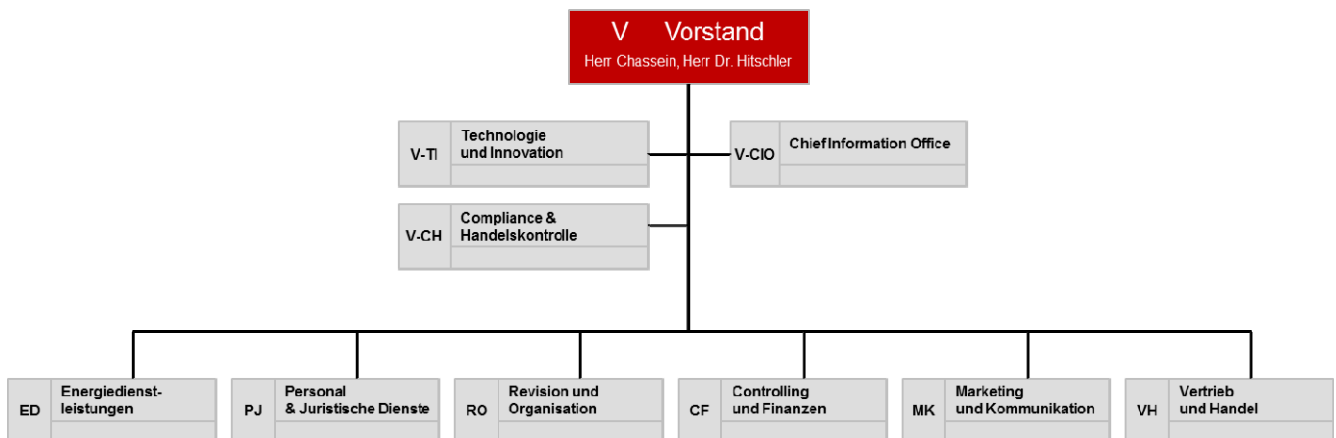 V Vorstand
Herr Chassein, Herr Dr. Hitschler
V-TI
Technologie
und Innovation
V-CIO
Chief Information Office
V-CH
Compliance &
Handelskontrolle
ED
Energiedienst-
leistungen
PJ
Personal
& Juristische Dienste
RO
Revision und
Organisation
CF
Controlling
und Finanzen
MK
Marketing
und Kommunikation
VH
Vertrieb
und Handel